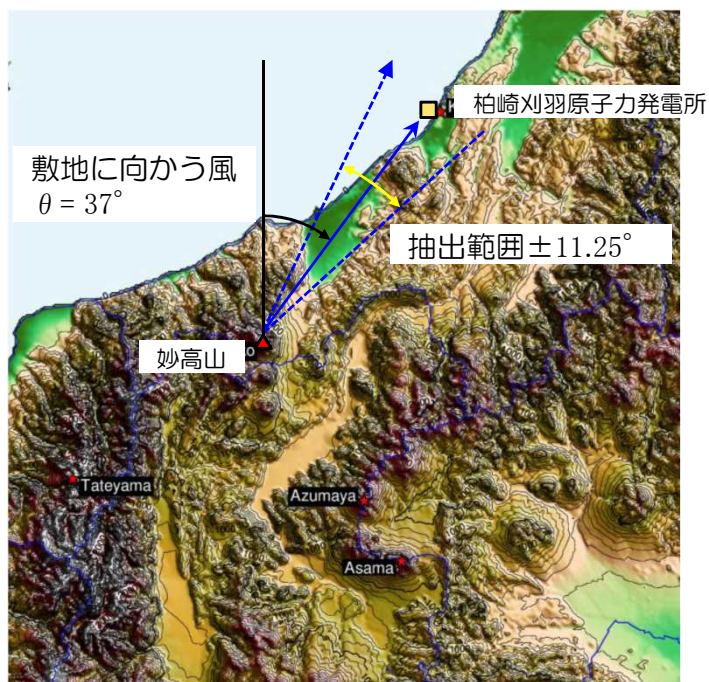 柏崎刈羽原子力発電所
敷地に向かう風
θ = 37°
抽出範囲±11.25°
妙高山
Tateyama
Azumaya
Asama